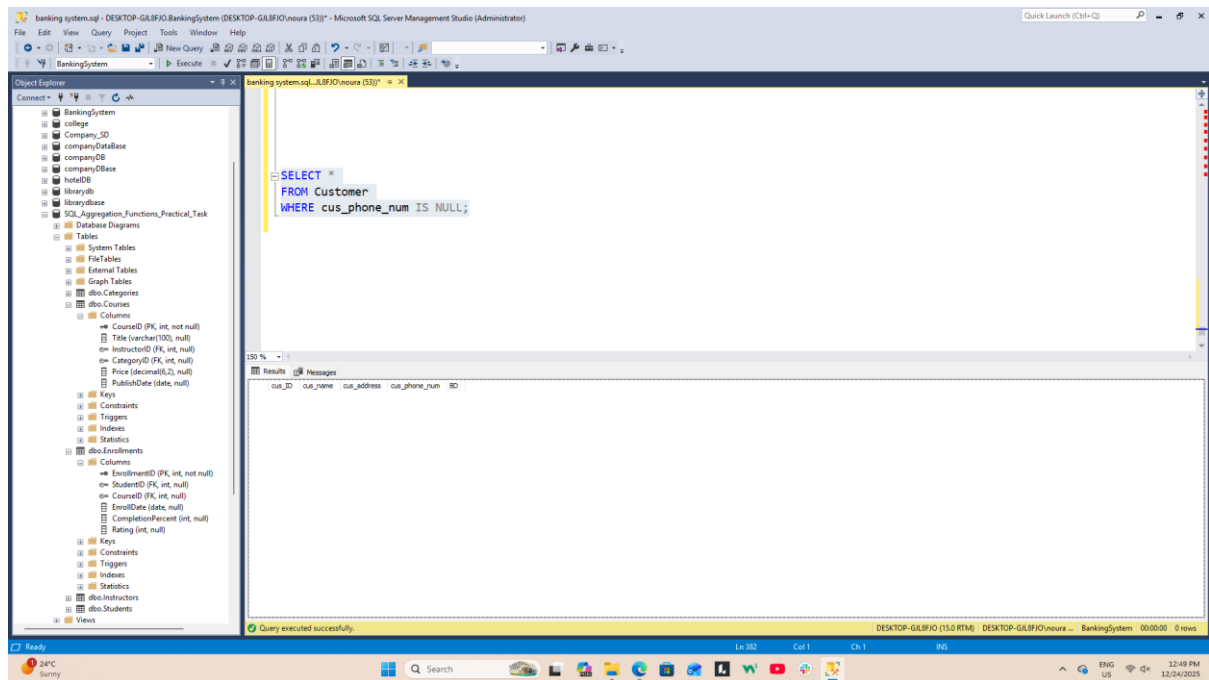 banking system.sql - DESKTOP-GJL8FJO.BankingSystem (DESKTOP-GJL8FJO\noura (53))* - Microsoft SQL Server Management Studio (Administrator)
Quick Launch (Ctrl+Q)
File Edit View Query Project Tools Window Help
New Query
BankingSystem
Execute
Object Explorer
banking system.sql...JL8FJO\noura (53))*
Connect
BankingSystem
college
Company_SD
companyDataBase
companyDB
companyDBase
hotelDB
librarydb
librarydbase
SQL_Aggregation_Functions_Practical_Task
Database Diagrams
Tables
System Tables
FileTables
External Tables
Graph Tables
dbo.Categories
dbo.Courses
Columns
CourseID (PK, int, not null)
Title (varchar(100), null)
InstructorID (FK, int, null)
CategoryID (FK, int, null)
Price (decimal(6,2), null)
PublishDate (date, null)
Keys
Constraints
Triggers
Indexes
Statistics
dbo.Enrollments
Columns
EnrollmentID (PK, int, not null)
StudentID (FK, int, null)
CourseID (FK, int, null)
EnrollDate (date, null)
CompletionPercent (int, null)
Rating (int, null)
Keys
Constraints
Triggers
Indexes
Statistics
dbo.Instructors
dbo.Students
Views
SELECT *
FROM Customer
WHERE cus_phone_num IS NULL;
150 %
Results Messages
cus_ID cus_name cus_address cus_phone_num BD
Query executed successfully.
DESKTOP-GJL8FJO (15.0 RTM) DESKTOP-GJL8FJO\noura ... BankingSystem 00:00:00 0 rows
Ready
Ln 382 Col 1 Ch 1 INS
24°C
Sunny
Search
ENG
US
12:49 PM
12/24/2025